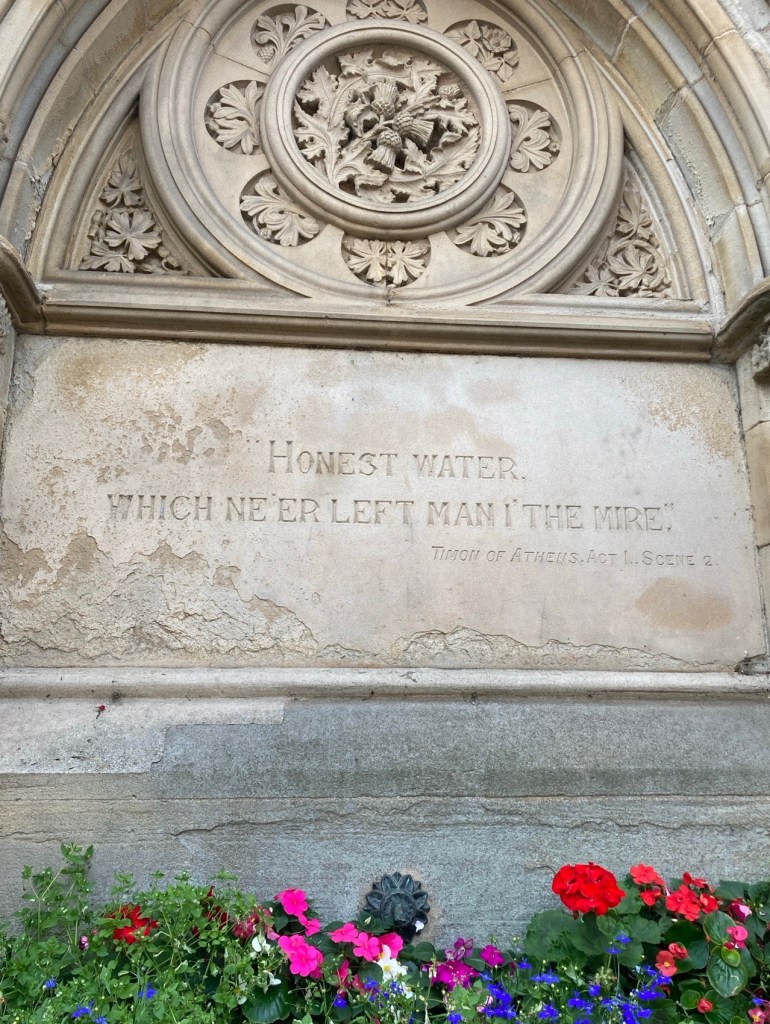 "HONEST WATER,
WHICH NE'ER LEFT MAN I' THE MIRE".
TIMON OF ATHENS. ACT I. SCENE 2.